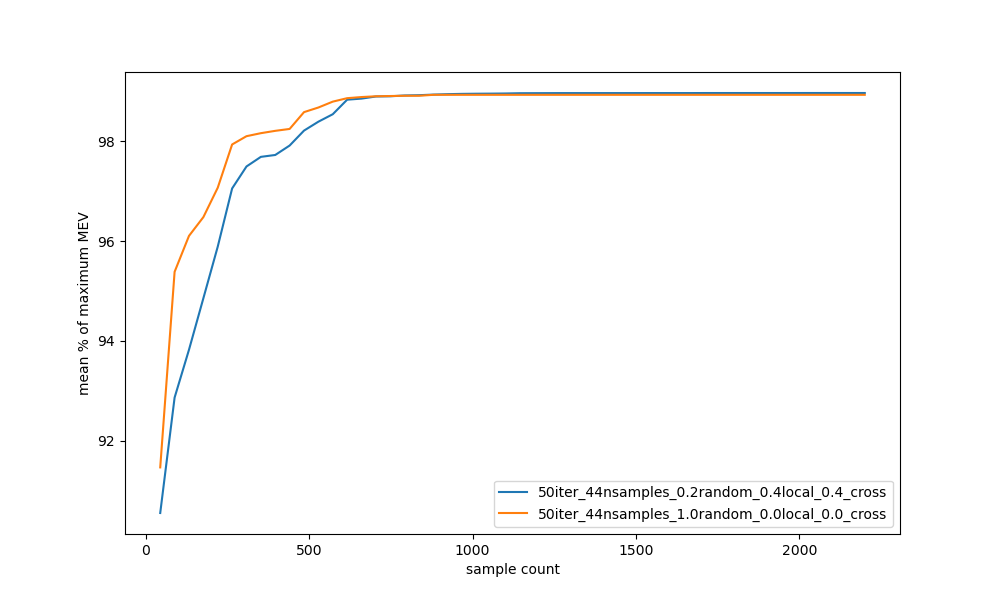 98
96
94
92
mean % of maximum MEV
0
500
1000
1500
2000
sample count
50iter_44nsamples_0.2random_0.4local_0.4_cross
50iter_44nsamples_1.0random_0.0local_0.0_cross